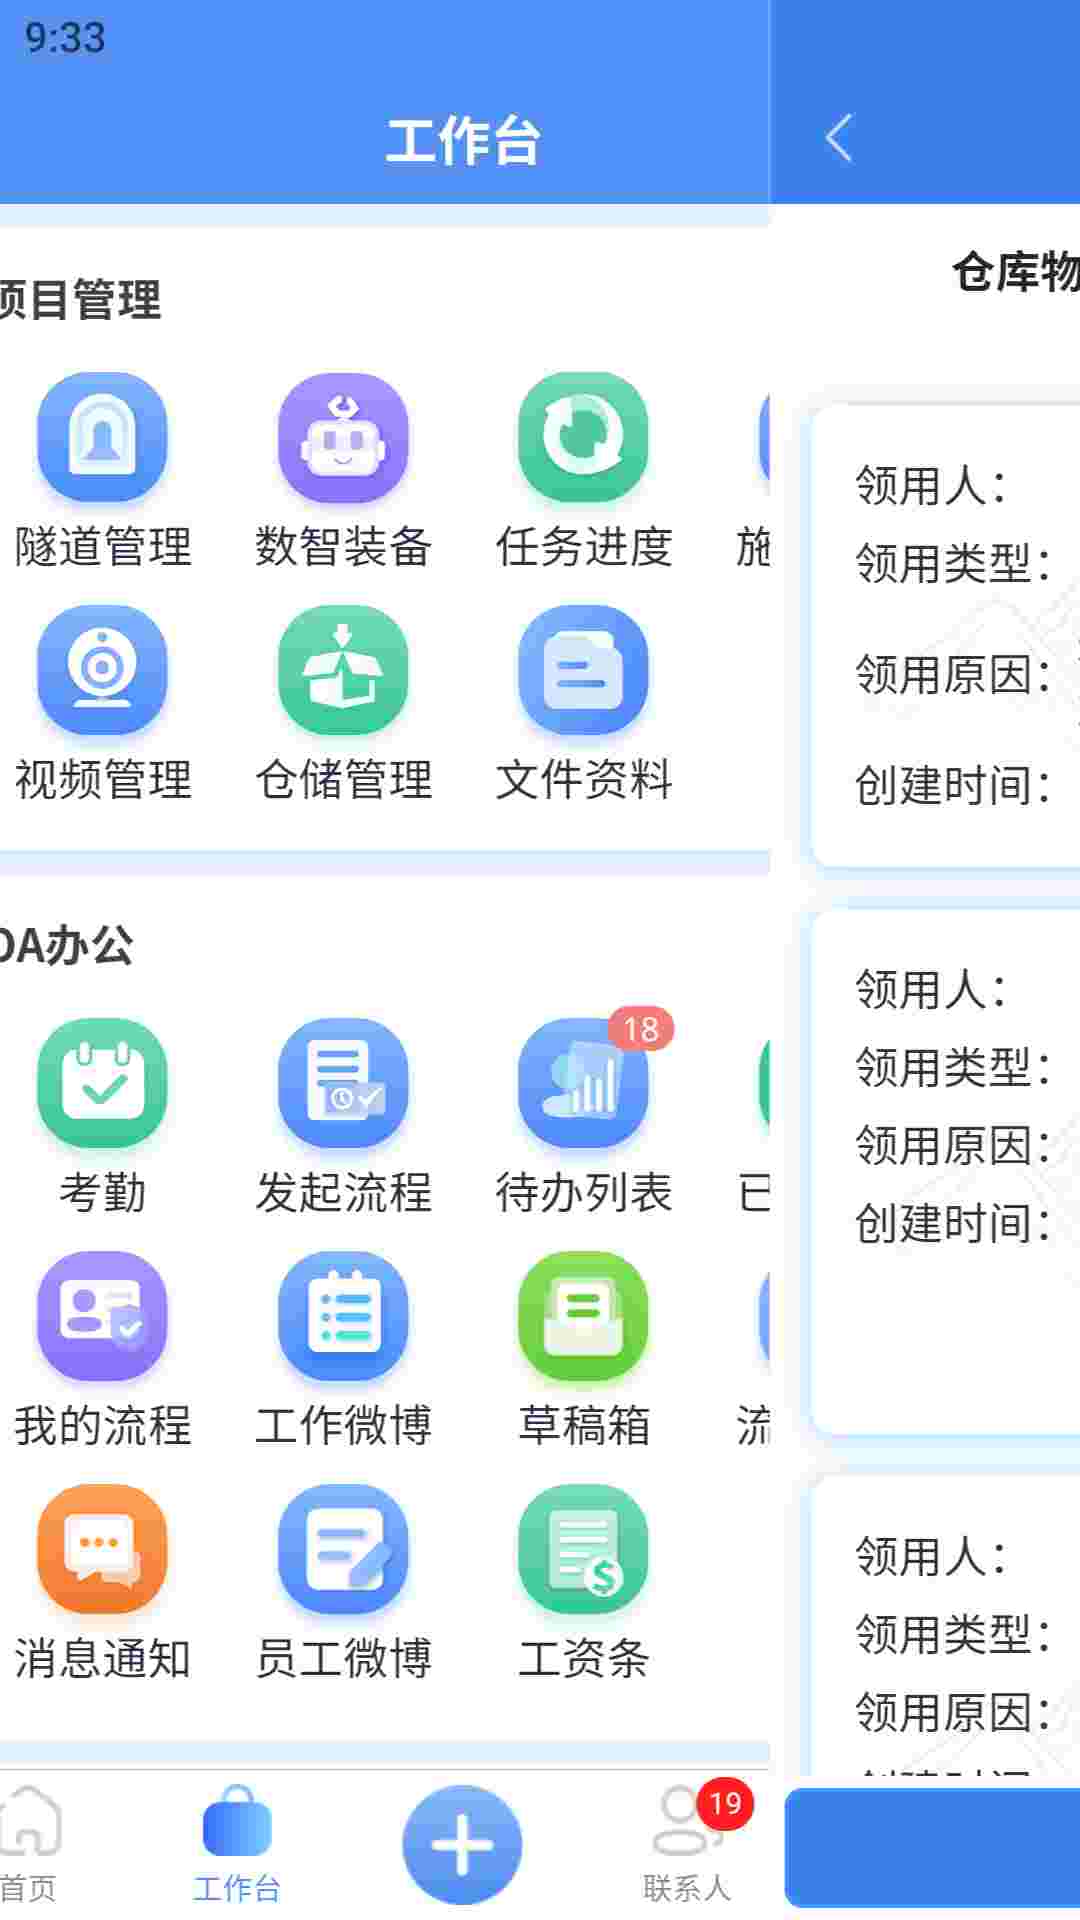 9:33
工作台
项目管理
隧道管理 数智装备 任务进度 施
视频管理 仓储管理 文件资料
OA办公
18
考勤 发起流程 待办列表 已
我的流程 工作微博 草稿箱 流
消息通知 员工微博 工资条
19
首页 工作台 联系人
仓库物
领用人：
领用类型：
领用原因：
创建时间：
领用人：
领用类型：
领用原因：
创建时间：
领用人：
领用类型：
领用原因：